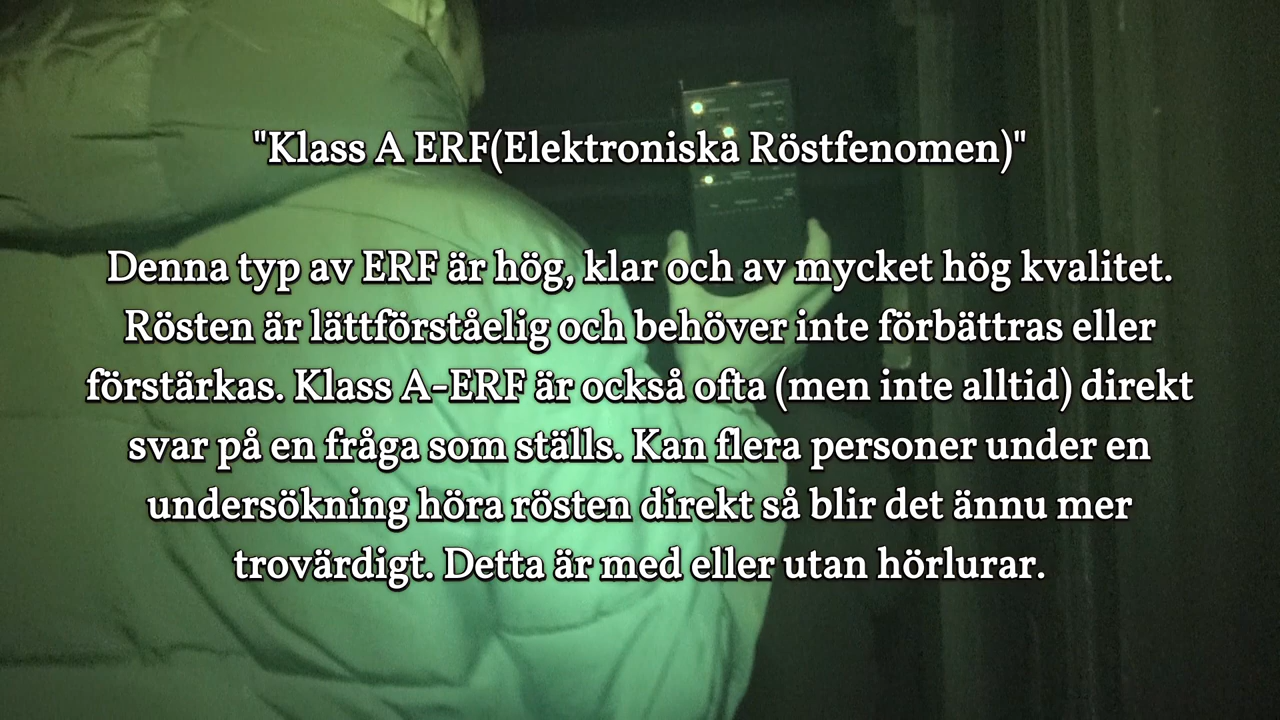 "Klass A ERF(Elektroniska Röstfenomen)"
Denna typ av ERF är hög, klar och av mycket hög kvalitet.
Rösten är lättförståelig och behöver inte förbättras eller
förstärkas. Klass A-ERF är också ofta (men inte alltid) direkt
svar på en fråga som ställs. Kan flera personer under en
undersökning höra rösten direkt så blir det ännu mer
trovärdigt. Detta är med eller utan hörlurar.